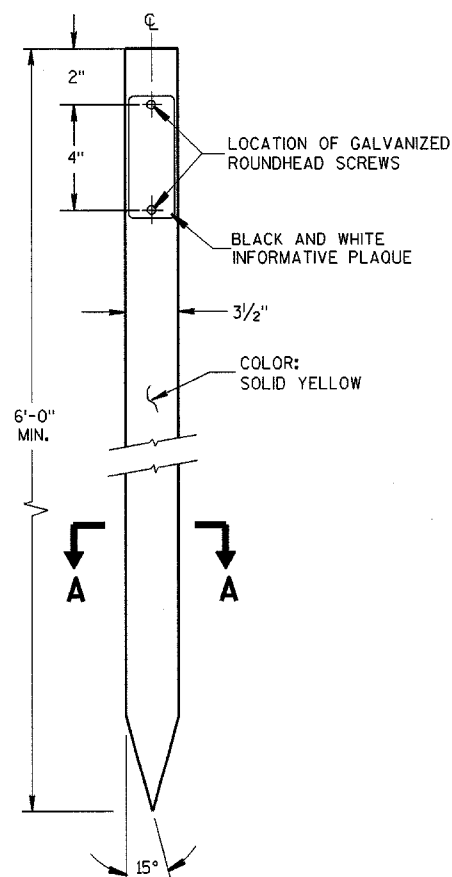 ℄
2"
4"
LOCATION OF GALVANIZED
ROUNDHEAD SCREWS
BLACK AND WHITE
INFORMATIVE PLAQUE
3½"
COLOR:
SOLID YELLOW
6'-0"
MIN.
A
A
15°